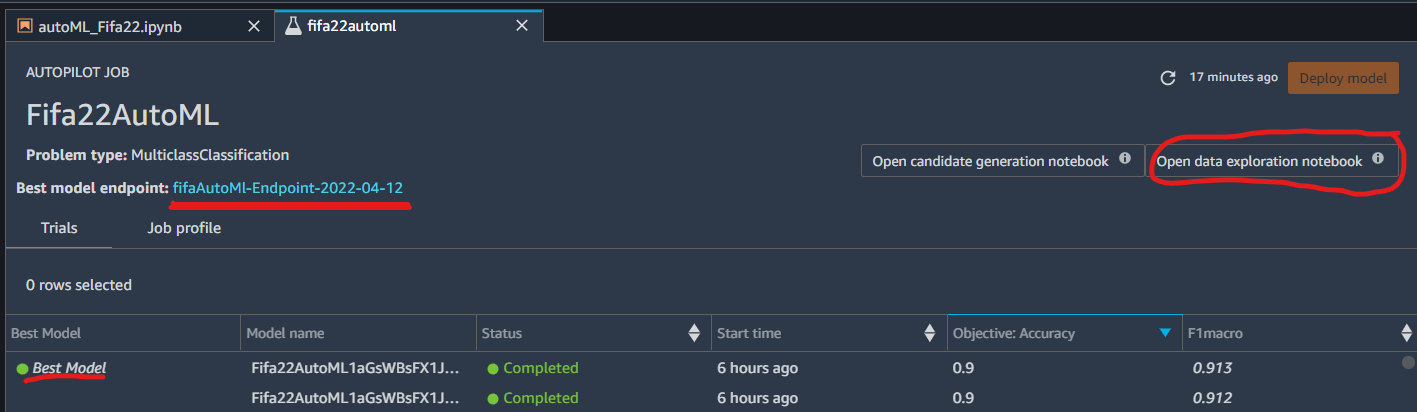 autoML_Fifa22.ipynb
fifa22automl
AUTOPILOT JOB
17 minutes ago
Deploy model
Fifa22AutoML
Problem type: MulticlassClassification
Open candidate generation notebook
Open data exploration notebook
Best model endpoint: fifaAutoMl-Endpoint-2022-04-12
Trials Job profile
0 rows selected
Best Model Model name Status Start time Objective: Accuracy F1macro
Best Model Fifa22AutoML1aGsWBsFX1J... Completed 6 hours ago 0.9 0.913
Fifa22AutoML1aGsWBsFX1J... Completed 6 hours ago 0.9 0.912